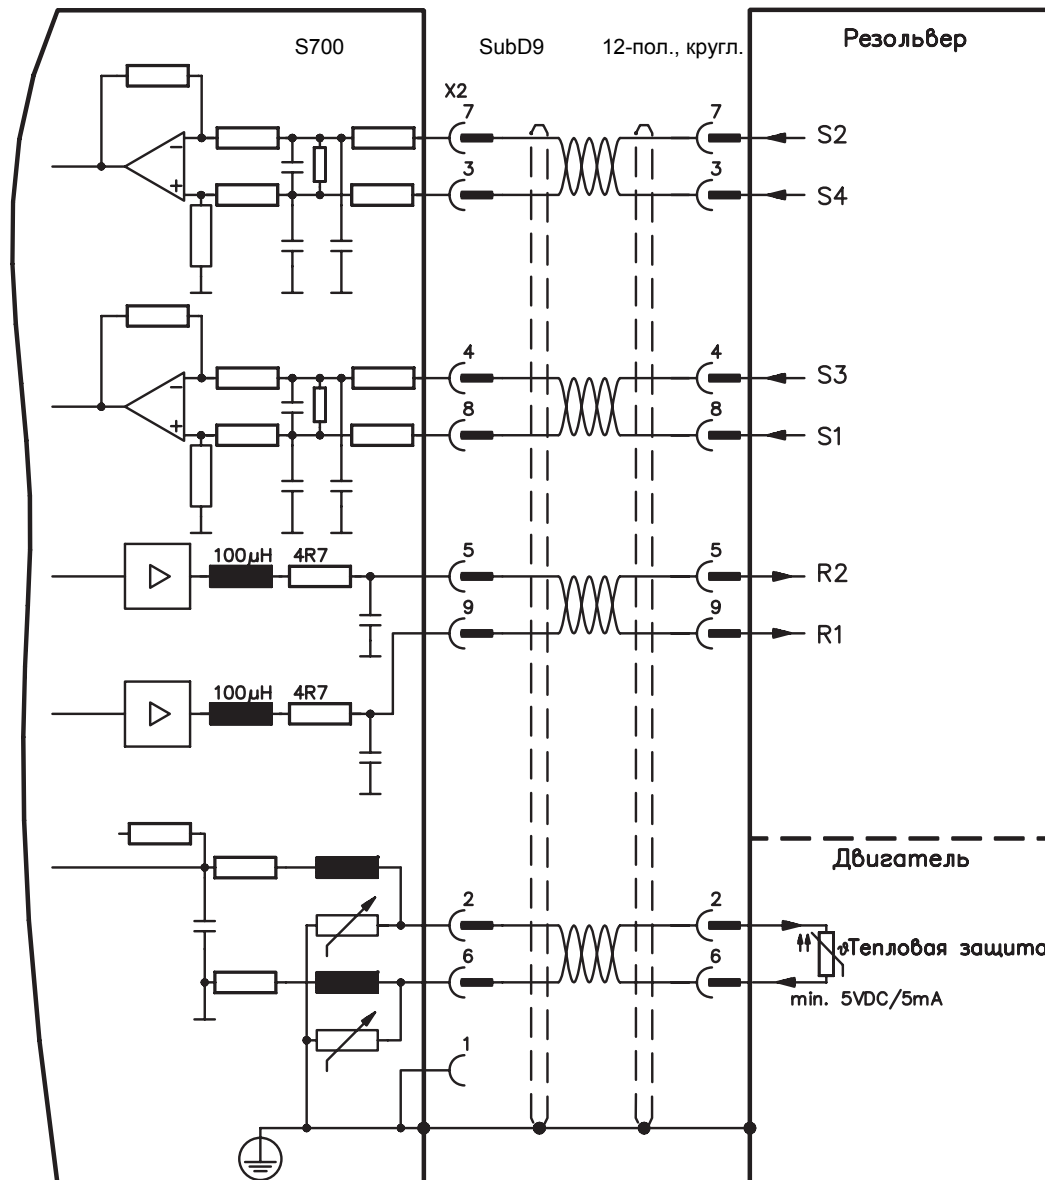 S700
SubD9
12-пол., кругл.
Резольвер
X2
7
7
S2
3
3
S4
−
+
4
4
S3
8
8
S1
−
+
100µH
4R7
5
5
R2
9
9
R1
100µH
4R7
Двигатель
2
2
ϑ Тепловая защита
6
6
min. 5VDC/5mA
1